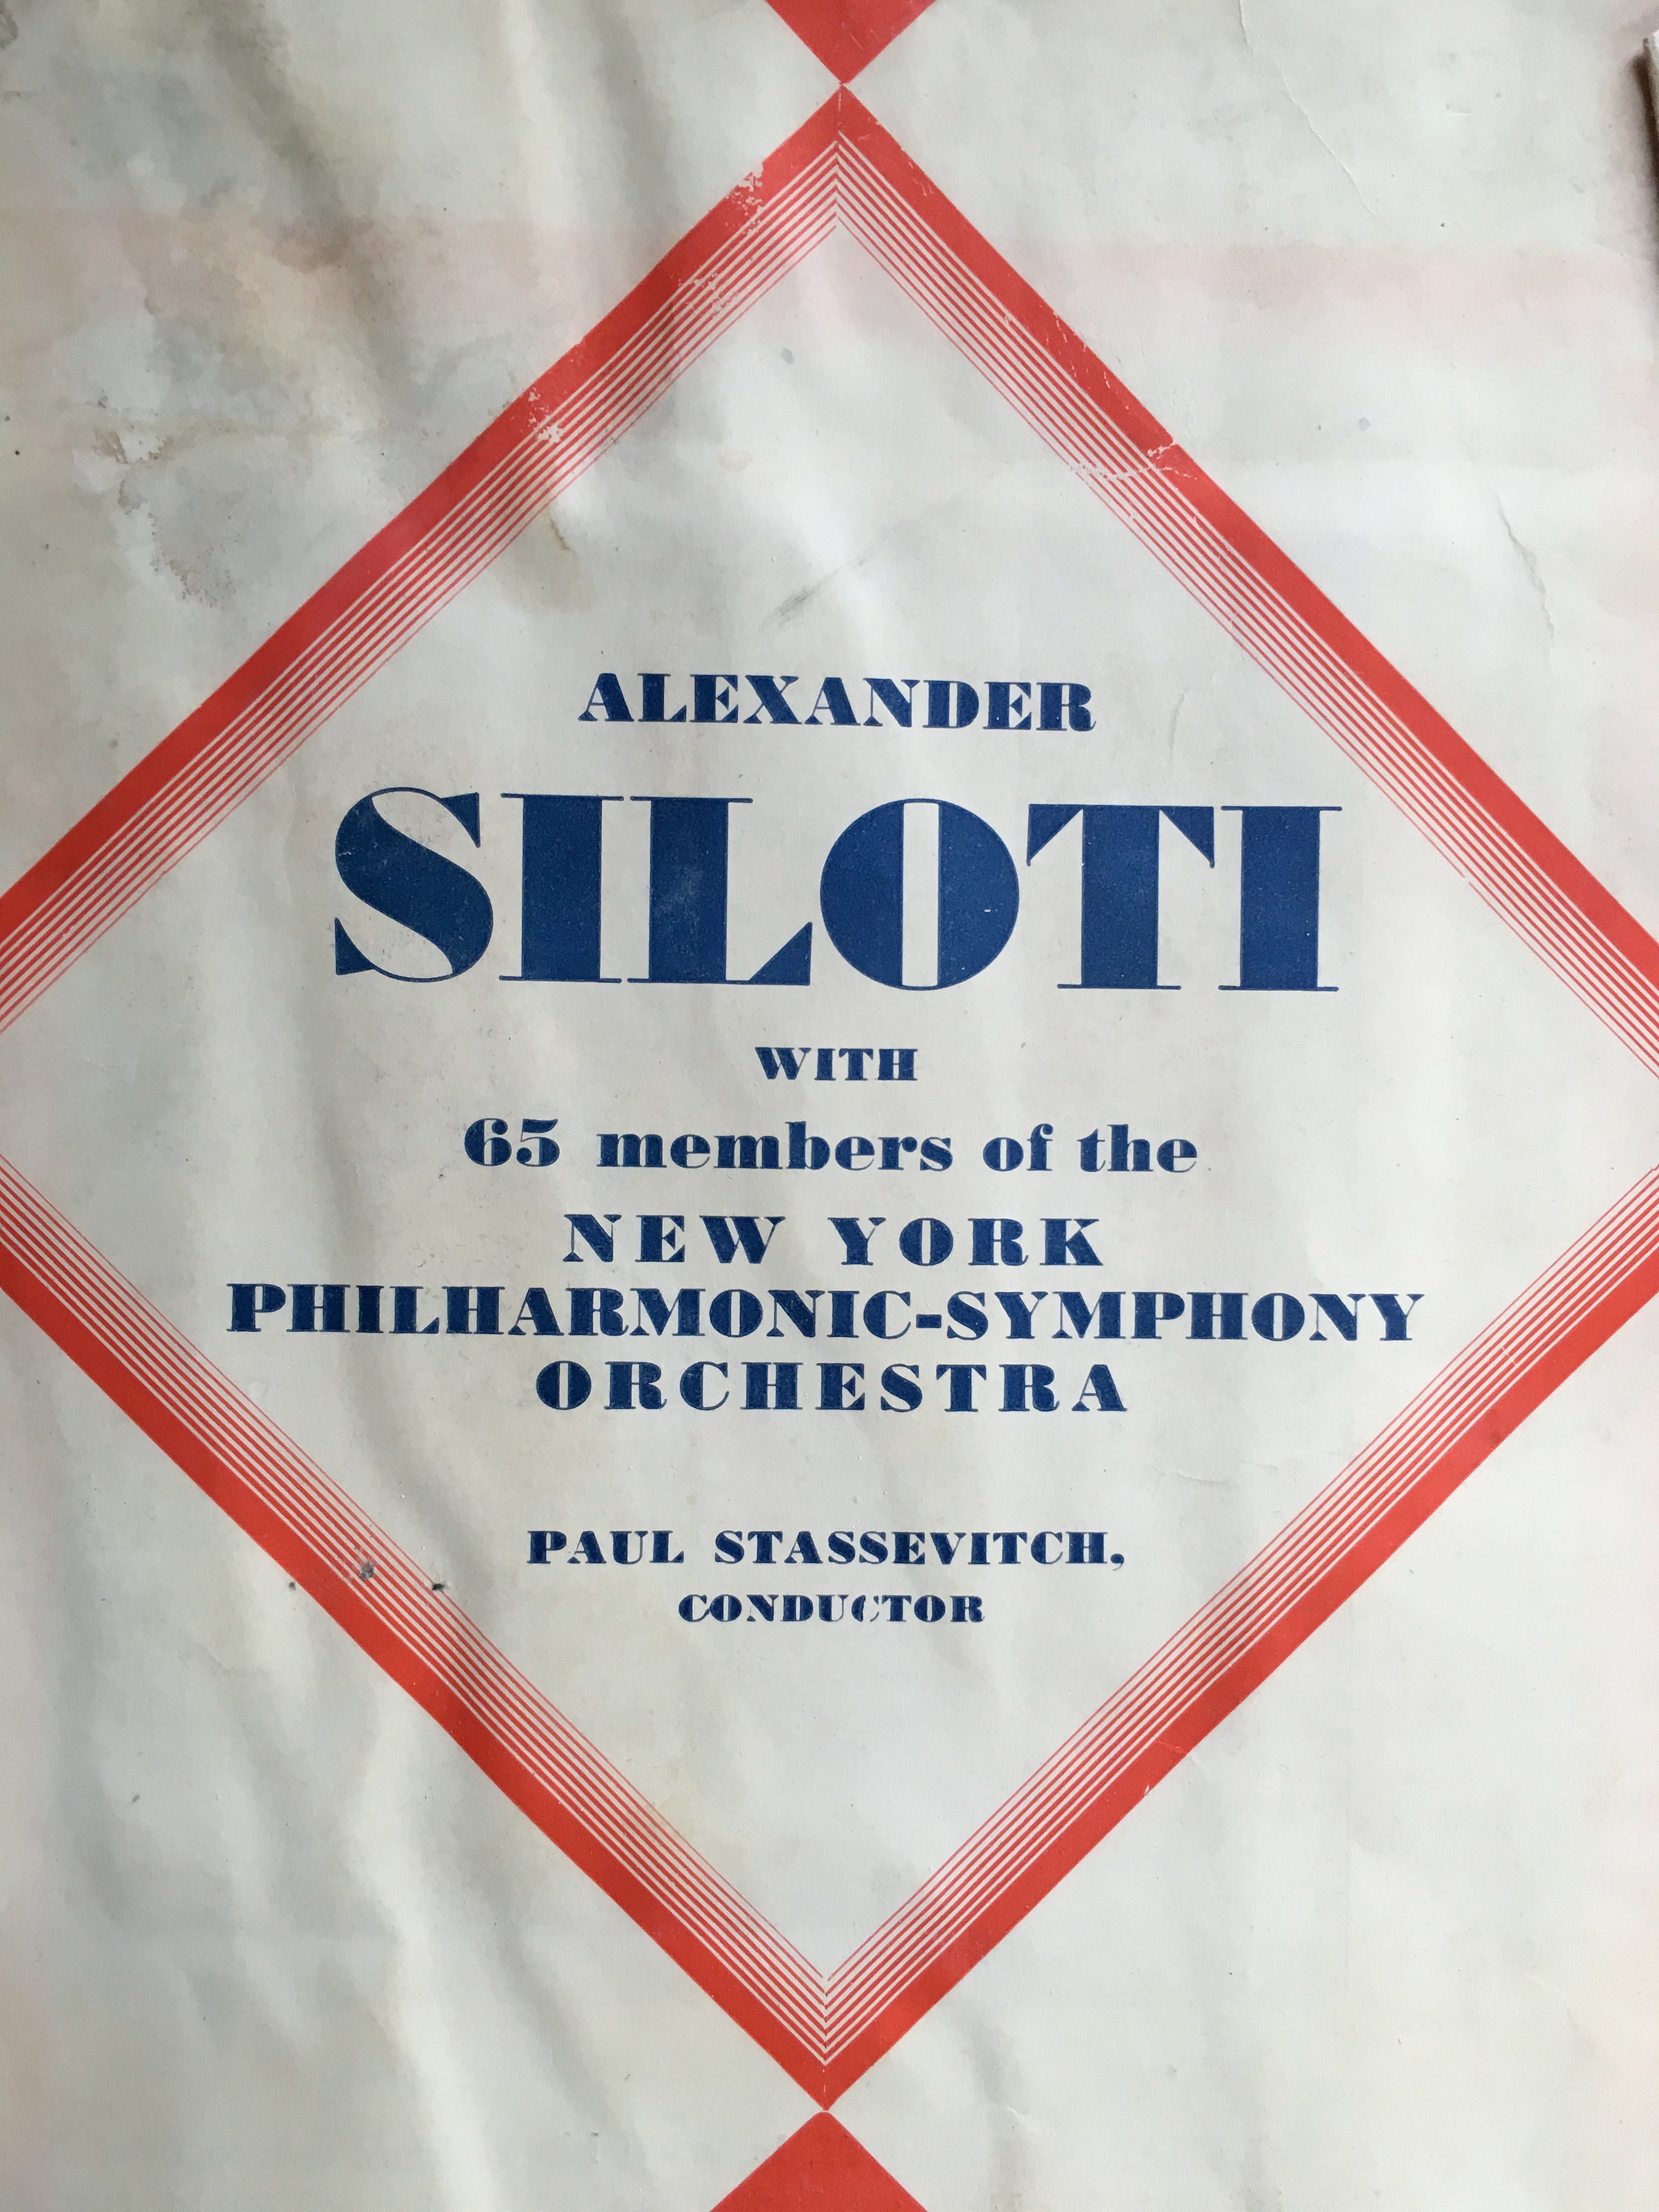 ALEXANDER
SILOTI
WITH
65 members of the
NEW YORK
PHILHARMONIC-SYMPHONY
ORCHESTRA
PAUL STASSEVITCH,
CONDUCTOR